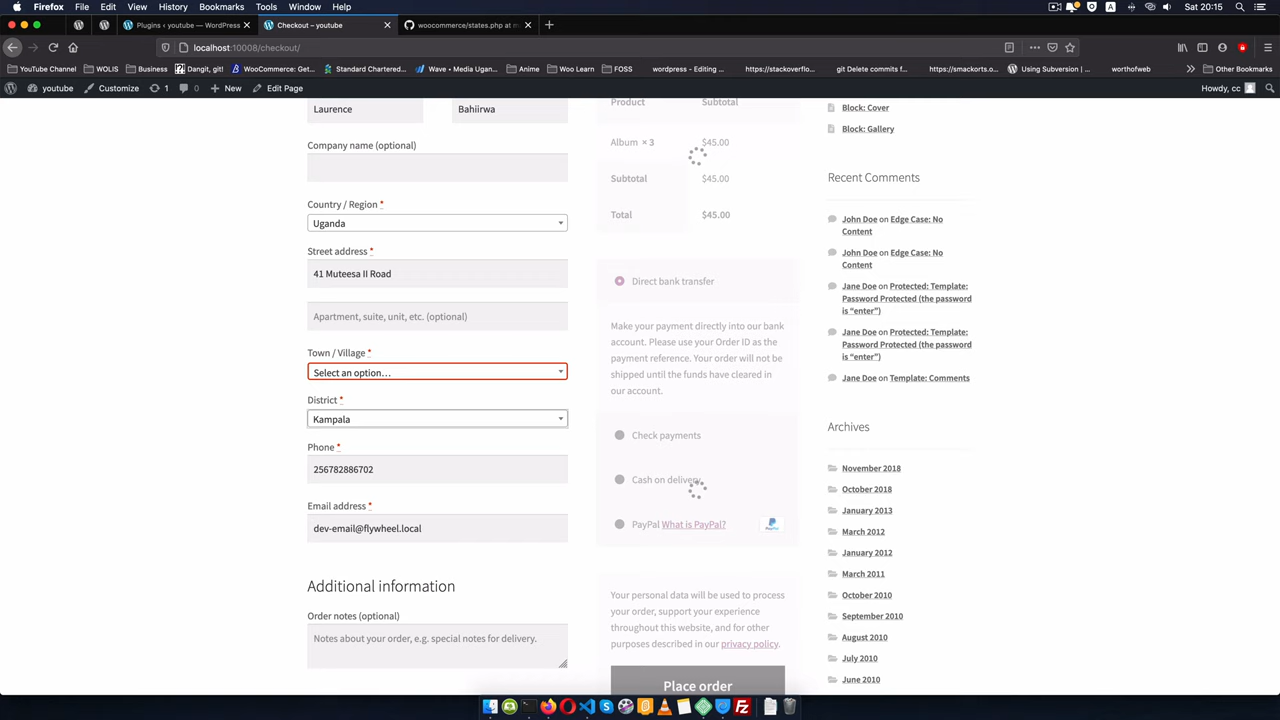 Firefox File Edit View History Bookmarks Tools Window Help
Sat 20:15
Plugins ‹ youtube — WordPress
Checkout – youtube
woocommerce/states.php at m
localhost:10008/checkout/
YouTube Channel
WOLIS
Business
Dangit, git!
WooCommerce: Get...
Standard Chartered...
Wave • Media Ugan...
Anime
Woo Learn
FOSS
wordpress - Editing ...
https://stackoverflo...
git Delete commits f...
https://smackorts.o...
Using Subversion | ...
worthofweb
Other Bookmarks
youtube Customize 1 0 New Edit Page
Howdy, cc
Laurence
Bahiirwa
Company name (optional)
Country / Region *
Uganda
Street address *
41 Muteesa II Road
Apartment, suite, unit, etc. (optional)
Town / Village *
Select an option…
District *
Kampala
Phone *
256782886702
Email address *
dev-email@flywheel.local
Additional information
Order notes (optional)
Notes about your order, e.g. special notes for delivery.
Product Subtotal
Album × 3 $45.00
Subtotal $45.00
Total $45.00
Direct bank transfer
Make your payment directly into our bank
account. Please use your Order ID as the
payment reference. Your order will not be
shipped until the funds have cleared in
our account.
Check payments
Cash on delivery
PayPal What is PayPal?
PayPal
Your personal data will be used to process
your order, support your experience
throughout this website, and for other
purposes described in our privacy policy.
Place order
Block: Cover
Block: Gallery
Recent Comments
John Doe on Edge Case: No
Content
John Doe on Edge Case: No
Content
Jane Doe on Protected: Template:
Password Protected (the password
is “enter”)
Jane Doe on Protected: Template:
Password Protected (the password
is “enter”)
Jane Doe on Template: Comments
Archives
November 2018
October 2018
January 2013
March 2012
January 2012
March 2011
October 2010
September 2010
August 2010
July 2010
June 2010